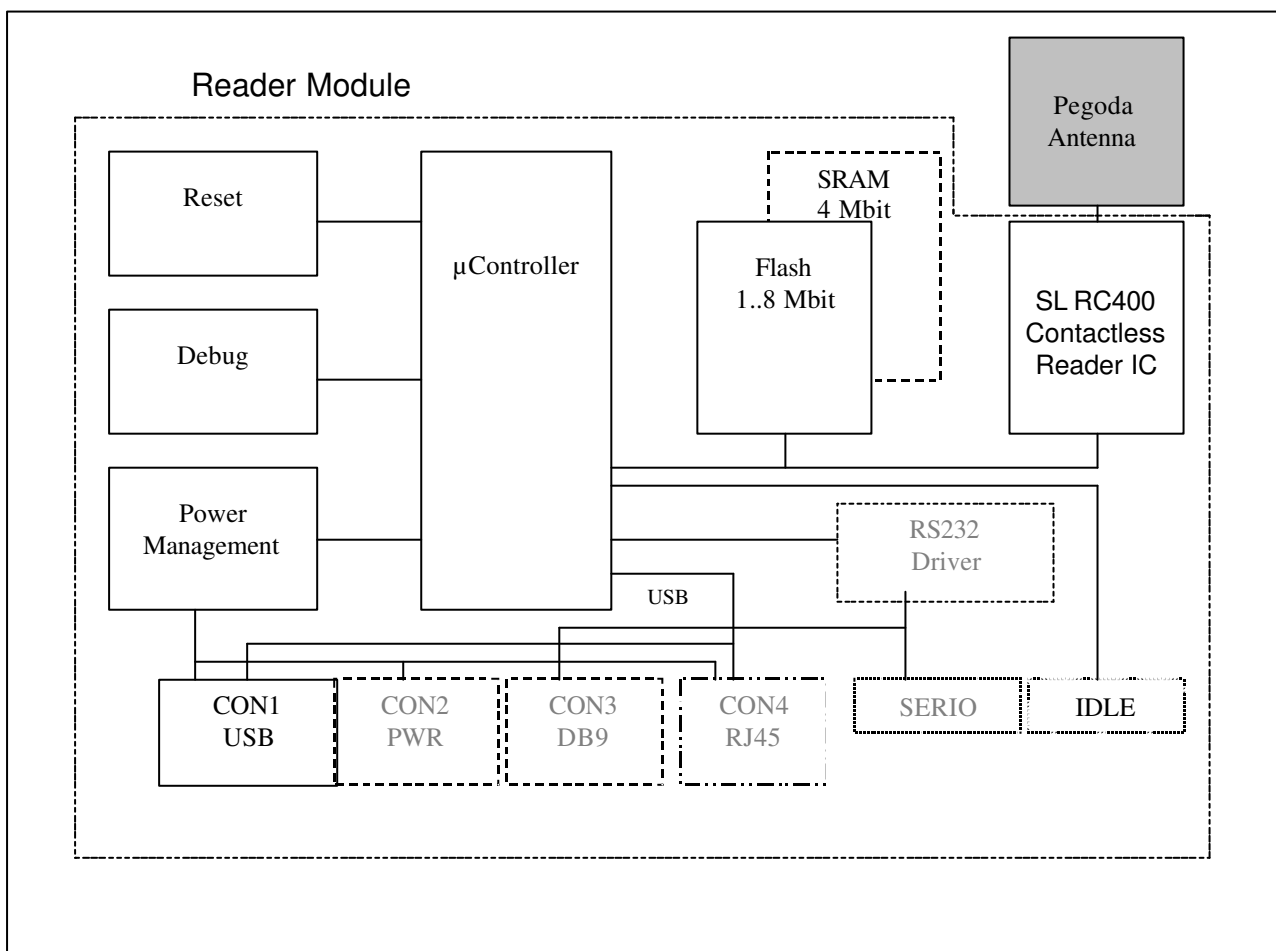 Reader Module
Pegoda
Antenna
Reset
µController
SRAM
4 Mbit
Flash
1..8 Mbit
SL RC400
Contactless
Reader IC
Debug
Power
Management
RS232
Driver
USB
CON1
USB
CON2
PWR
CON3
DB9
CON4
RJ45
SERIO
IDLE